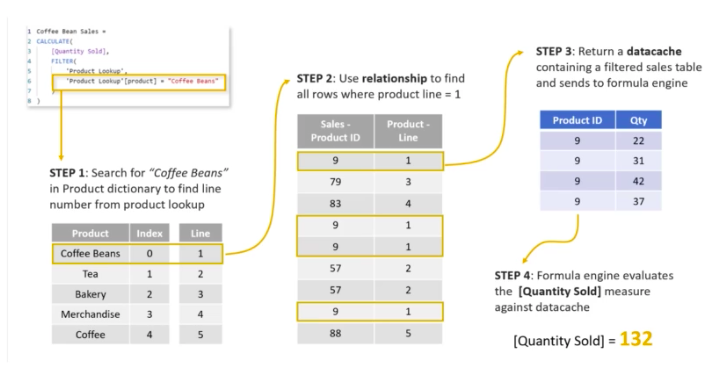 1 Coffee Bean Sales =
2 CALCULATE(
3 [Quantity Sold],
4 FILTER(
5 'Product Lookup',
6 'Product Lookup'[product] = "Coffee Beans"
7 )
8 )
STEP 1: Search for "Coffee Beans"
in Product dictionary to find line
number from product lookup
Product Index Line
Coffee Beans 0 1
Tea 1 2
Bakery 2 3
Merchandise 3 4
Coffee 4 5
STEP 2: Use relationship to find
all rows where product line = 1
Sales - Product -
Product ID Line
9 1
79 3
83 4
9 1
9 1
57 2
57 2
9 1
88 5
STEP 3: Return a datacache
containing a filtered sales table
and sends to formula engine
Product ID Qty
9 22
9 31
9 42
9 37
STEP 4: Formula engine evaluates
the [Quantity Sold] measure
against datacache
[Quantity Sold] = 132